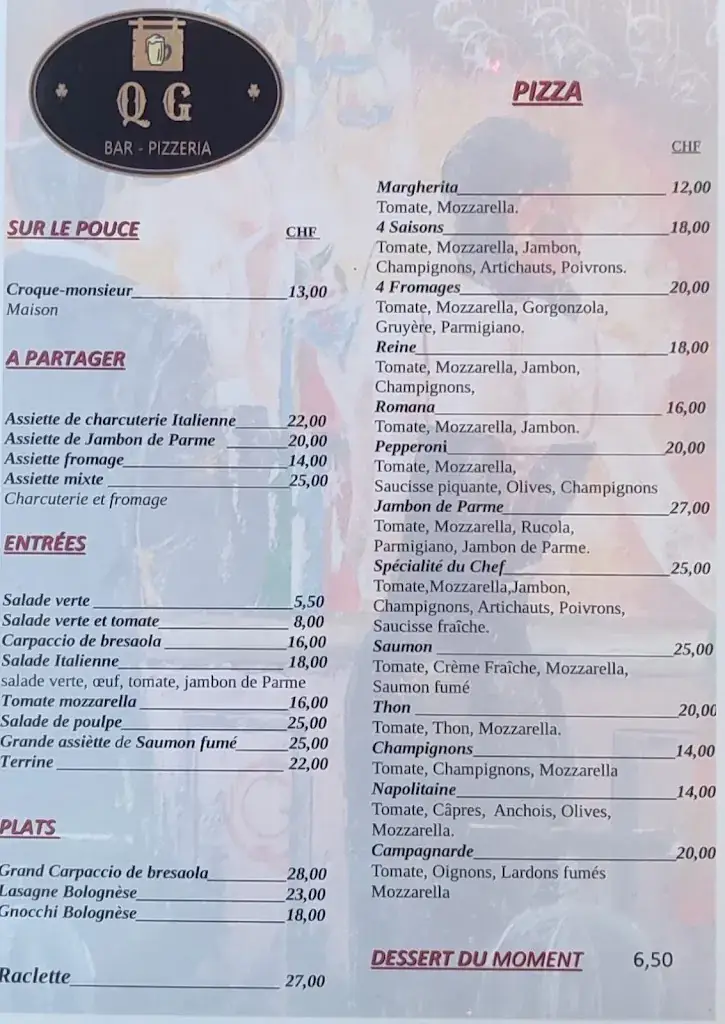 Q G
BAR - PIZZERIA
SUR LE POUCE CHF
Croque-monsieur 13,00
Maison
A PARTAGER
Assiette de charcuterie Italienne 22,00
Assiette de Jambon de Parme 20,00
Assiette fromage 14,00
Assiette mixte 25,00
Charcuterie et fromage
ENTRÉES
Salade verte 5,50
Salade verte et tomate 8,00
Carpaccio de bresaola 16,00
Salade Italienne 18,00
salade verte, œuf, tomate, jambon de Parme
Tomate mozzarella 16,00
Salade de poulpe 25,00
Grande assiètte de Saumon fumé 25,00
Terrine 22,00
PLATS
Grand Carpaccio de bresaola 28,00
Lasagne Bolognèse 23,00
Gnocchi Bolognèse 18,00
Raclette 27,00
PIZZA
CHF
Margherita 12,00
Tomate, Mozzarella.
4 Saisons 18,00
Tomate, Mozzarella, Jambon,
Champignons, Artichauts, Poivrons.
4 Fromages 20,00
Tomate, Mozzarella, Gorgonzola,
Gruyère, Parmigiano.
Reine 18,00
Tomate, Mozzarella, Jambon,
Champignons,
Romana 16,00
Tomate, Mozzarella, Jambon.
Pepperoni 20,00
Tomate, Mozzarella,
Saucisse piquante, Olives, Champignons
Jambon de Parme 27,00
Tomate, Mozzarella, Rucola,
Parmigiano, Jambon de Parme.
Spécialité du Chef 25,00
Tomate,Mozzarella,Jambon,
Champignons, Artichauts, Poivrons,
Saucisse fraîche.
Saumon 25,00
Tomate, Crème Fraîche, Mozzarella,
Saumon fumé
Thon 20,00
Tomate, Thon, Mozzarella.
Champignons 14,00
Tomate, Champignons, Mozzarella
Napolitaine 14,00
Tomate, Câpres, Anchois, Olives,
Mozzarella.
Campagnarde 20,00
Tomate, Oignons, Lardons fumés
Mozzarella
DESSERT DU MOMENT 6,50